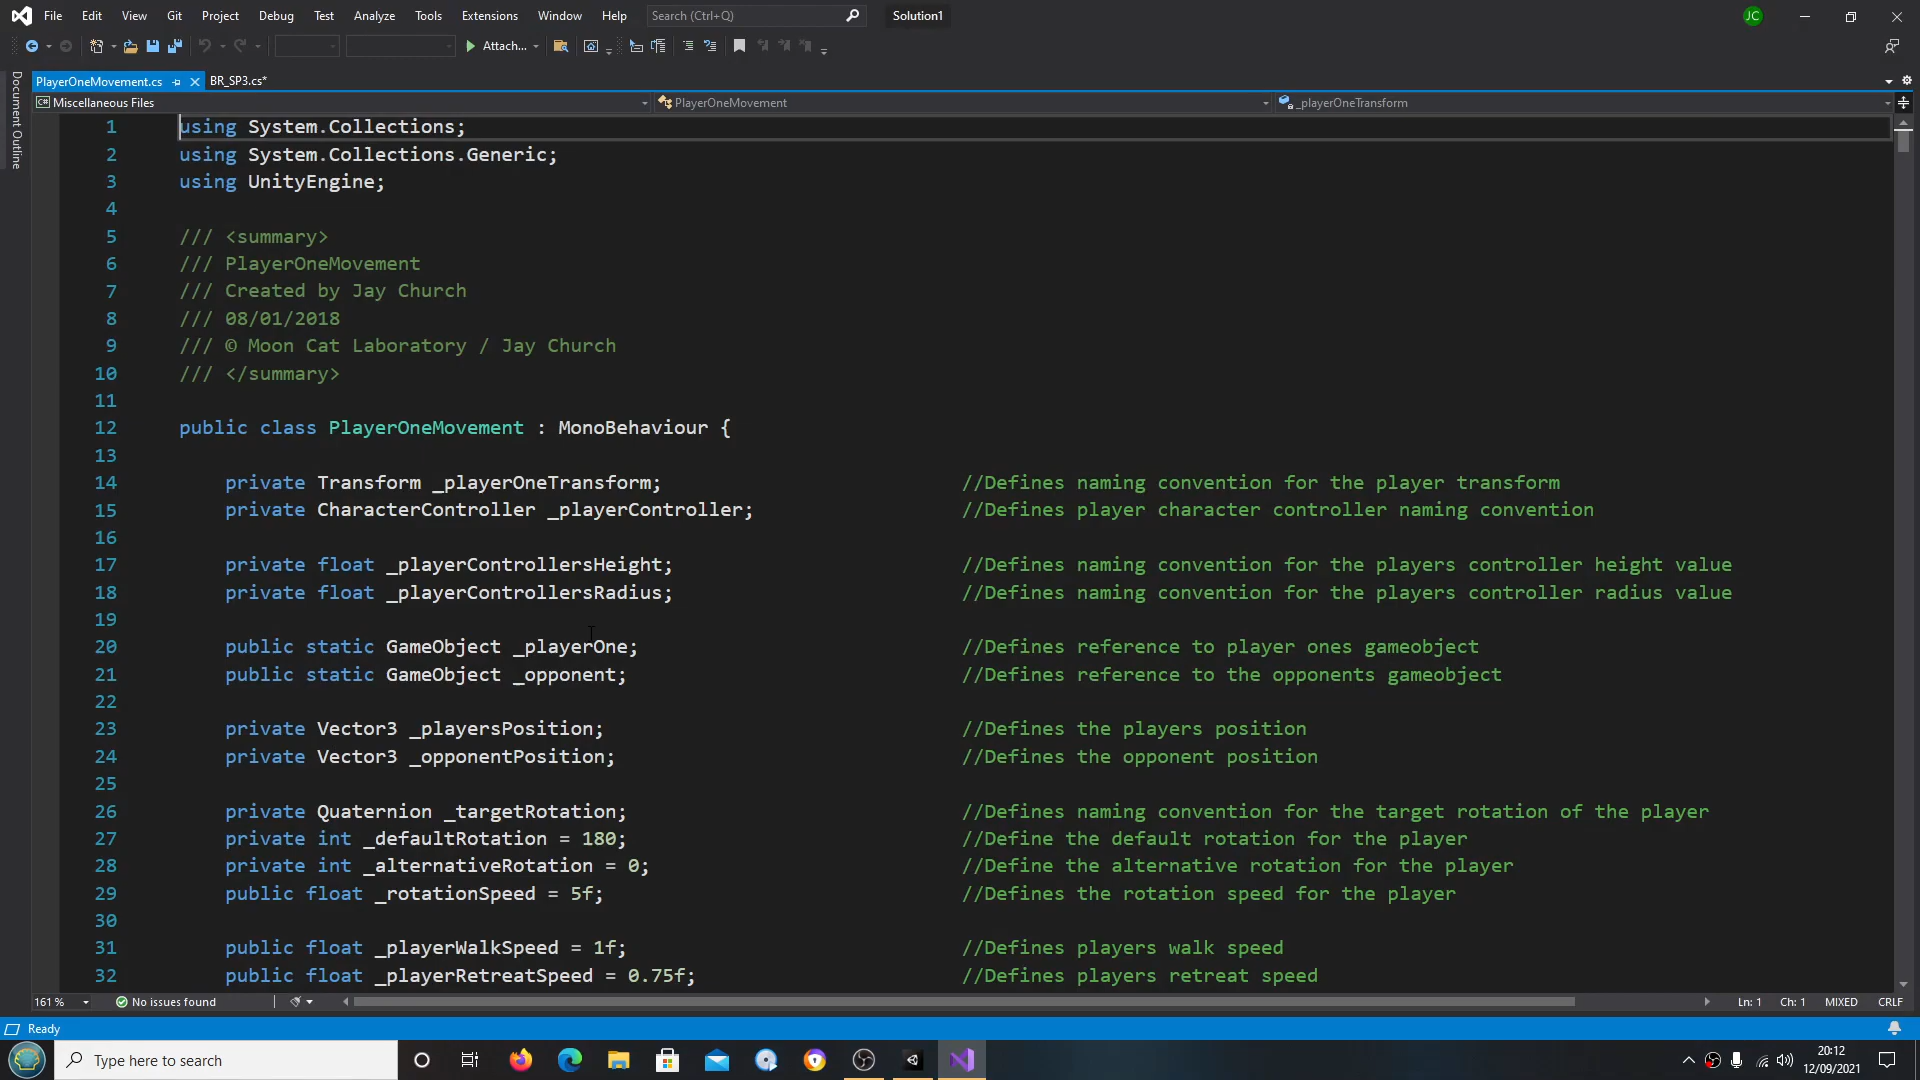 File Edit View Git Project Debug Test Analyze Tools Extensions Window Help Search (Ctrl+Q) Solution1 JC
Attach...
Document Outline
PlayerOneMovement.cs BR_SP3.cs*
C# Miscellaneous Files PlayerOneMovement _playerOneTransform
1 using System.Collections;
2 using System.Collections.Generic;
3 using UnityEngine;
4
5 /// <summary>
6 /// PlayerOneMovement
7 /// Created by Jay Church
8 /// 08/01/2018
9 /// © Moon Cat Laboratory / Jay Church
10 /// </summary>
11
12 public class PlayerOneMovement : MonoBehaviour {
13
14 private Transform _playerOneTransform; //Defines naming convention for the player transform
15 private CharacterController _playerController; //Defines player character controller naming convention
16
17 private float _playerControllersHeight; //Defines naming convention for the players controller height value
18 private float _playerControllersRadius; //Defines naming convention for the players controller radius value
19
20 public static GameObject _playerOne; //Defines reference to player ones gameobject
21 public static GameObject _opponent; //Defines reference to the opponents gameobject
22
23 private Vector3 _playersPosition; //Defines the players position
24 private Vector3 _opponentPosition; //Defines the opponent position
25
26 private Quaternion _targetRotation; //Defines naming convention for the target rotation of the player
27 private int _defaultRotation = 180; //Define the default rotation for the player
28 private int _alternativeRotation = 0; //Define the alternative rotation for the player
29 public float _rotationSpeed = 5f; //Defines the rotation speed for the player
30
31 public float _playerWalkSpeed = 1f; //Defines players walk speed
32 public float _playerRetreatSpeed = 0.75f; //Defines players retreat speed
161 % No issues found Ln: 1 Ch: 1 MIXED CRLF
Ready
Type here to search
20:12
12/09/2021